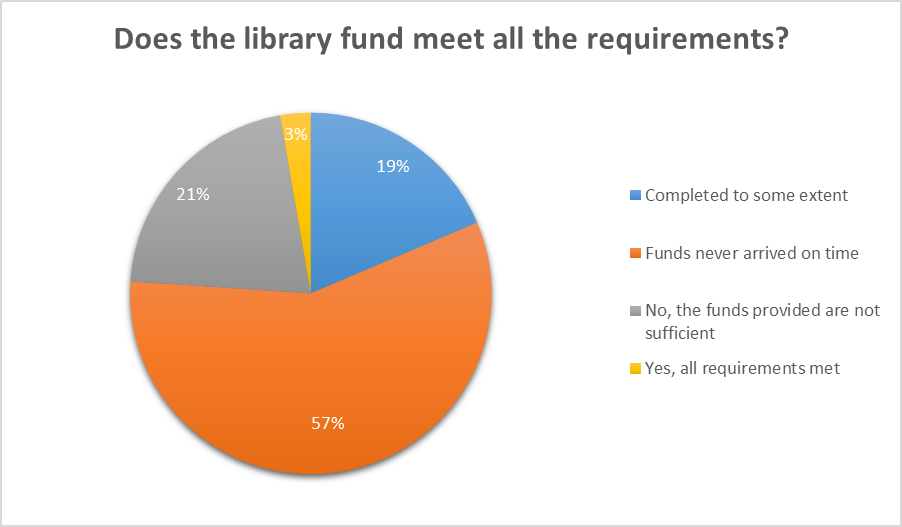 Does the library fund meet all the requirements?
3%
19%
21%
57%
Completed to some extent
Funds never arrived on time
No, the funds provided are not
sufficient
Yes, all requirements met